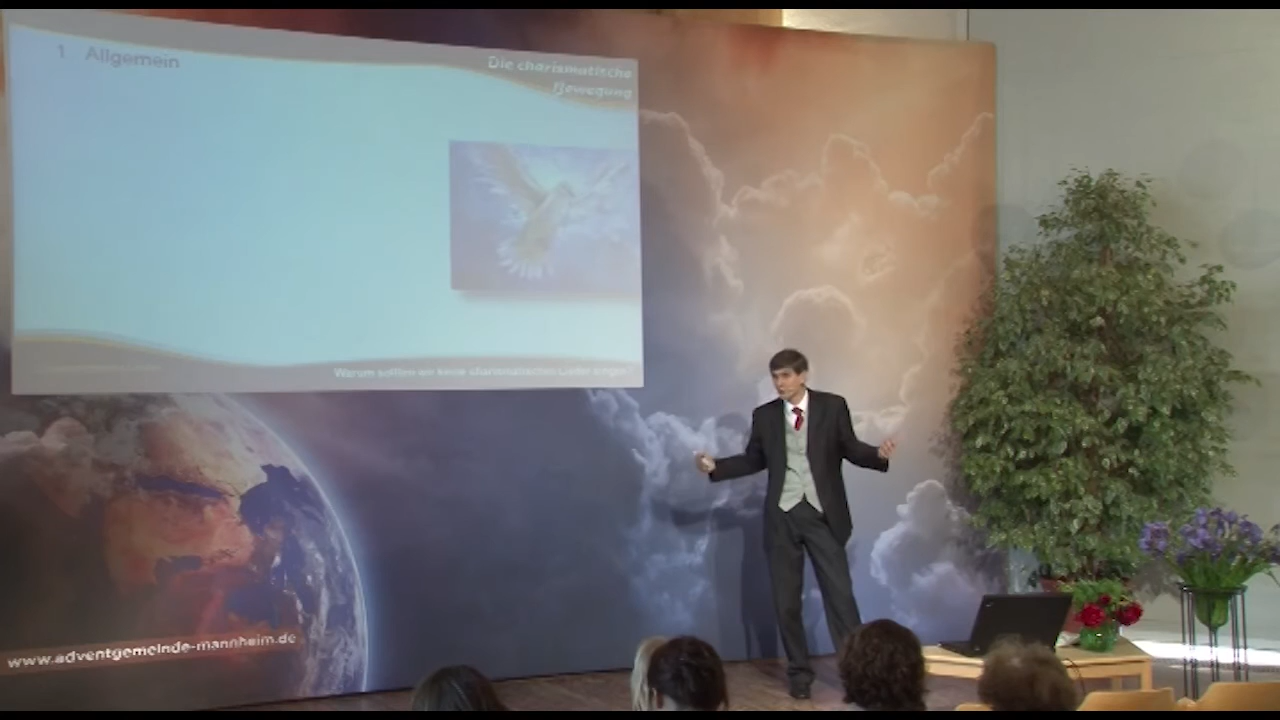 1 Allgemein
Die charismatische
Bewegung
Warum sollten wir keine charismatischen Lieder singen?
www.adventgemeinde-mannheim.de